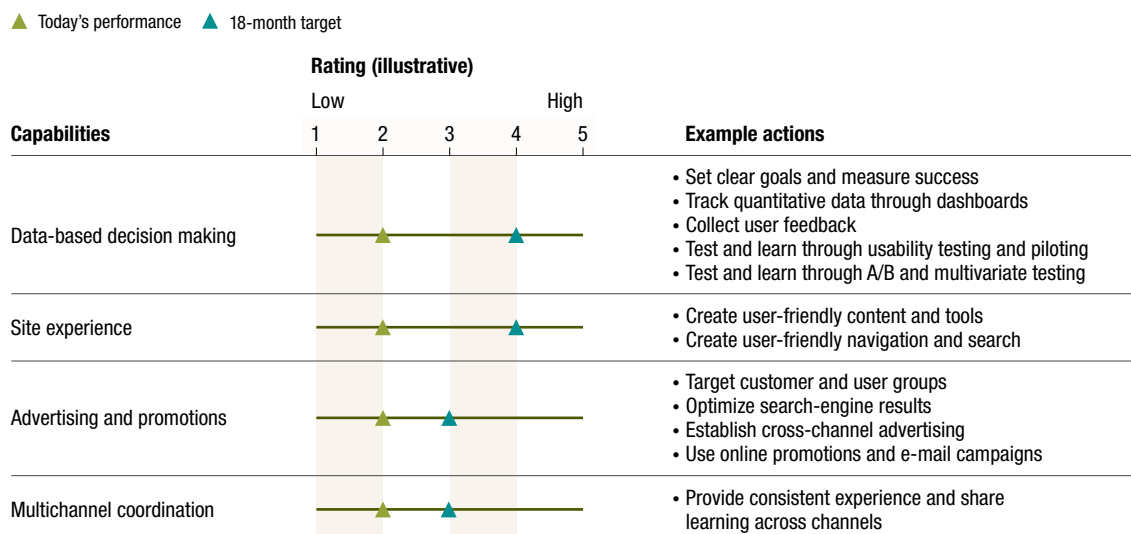 Today’s performance 18-month target
Rating (illustrative)
Low High
Capabilities 1 2 3 4 5 Example actions
• Set clear goals and measure success
• Track quantitative data through dashboards
Data-based decision making • Collect user feedback
• Test and learn through usability testing and piloting
• Test and learn through A/B and multivariate testing
Site experience • Create user-friendly content and tools
• Create user-friendly navigation and search
• Target customer and user groups
Advertising and promotions • Optimize search-engine results
• Establish cross-channel advertising
• Use online promotions and e-mail campaigns
Multichannel coordination • Provide consistent experience and share
learning across channels